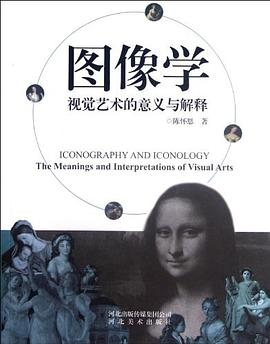 图像学
视觉艺术的意义与解释
◎陈怀恩 著
ICONOGRAPHY AND ICONOLOGY
The Meanings and Interpretations of Visual Arts
河北出版传媒集团公司
河北美术出版社